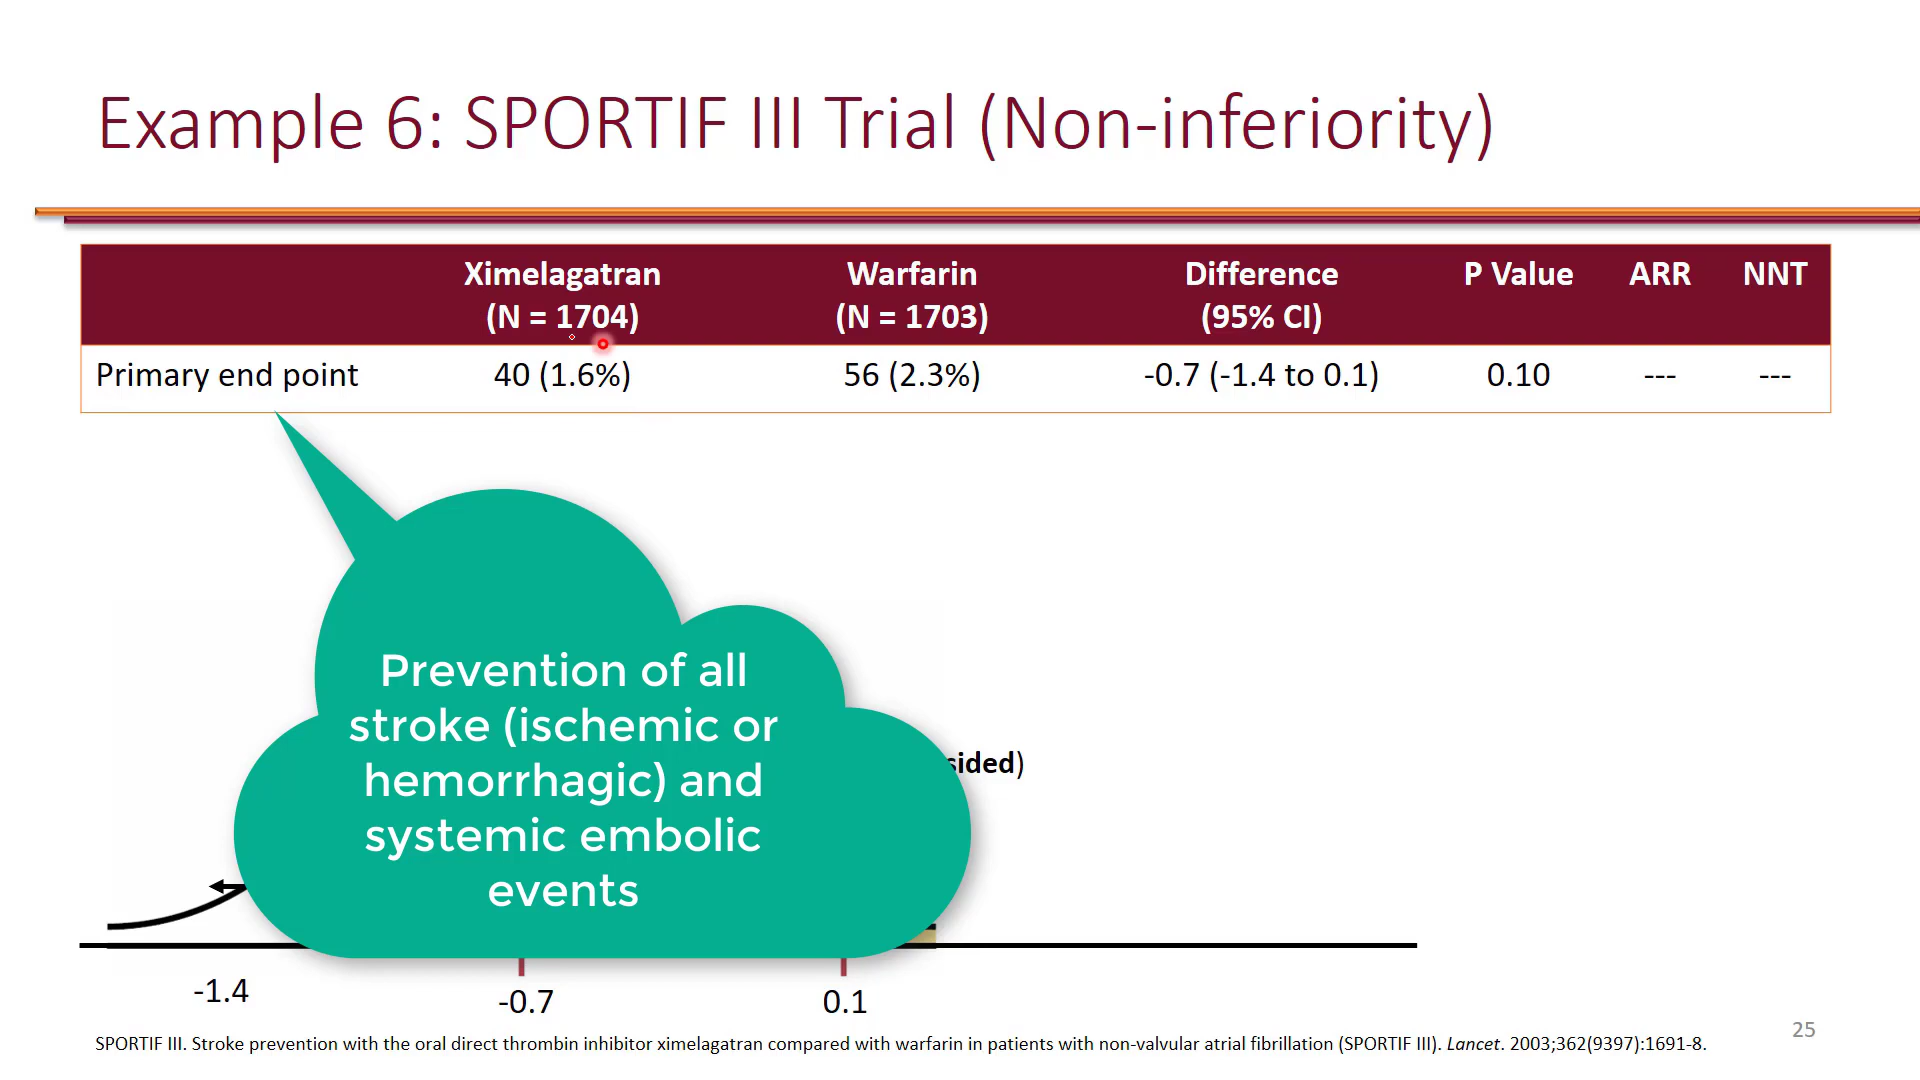 Example 6: SPORTIF III Trial (Non-inferiority)
Ximelagatran Warfarin Difference P Value ARR NNT
(N = 1704) (N = 1703) (95% CI)
Primary end point 40 (1.6%) 56 (2.3%) -0.7 (-1.4 to 0.1) 0.10 --- ---
Prevention of all
stroke (ischemic or
hemorrhagic) and
systemic embolic
events
sided)
-1.4 -0.7 0.1
SPORTIF III. Stroke prevention with the oral direct thrombin inhibitor ximelagatran compared with warfarin in patients with non-valvular atrial fibrillation (SPORTIF III). Lancet. 2003;362(9397):1691-8.
25